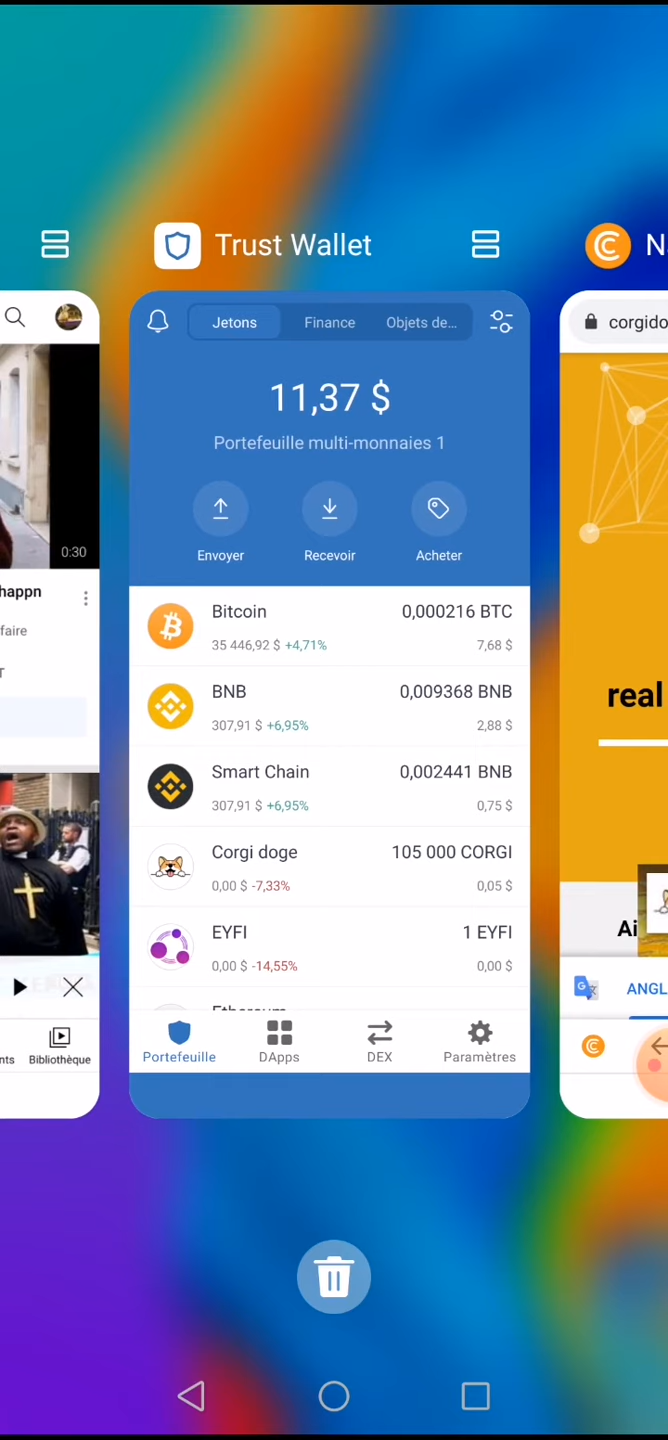 Trust Wallet
N
0:30
happn
faire
T
nts
Bibliothèque
Jetons
Finance
Objets de...
11,37 $
Portefeuille multi-monnaies 1
Envoyer
Recevoir
Acheter
Bitcoin
0,000216 BTC
35 446,92 $ +4,71%
7,68 $
BNB
0,009368 BNB
307,91 $ +6,95%
2,88 $
Smart Chain
0,002441 BNB
307,91 $ +6,95%
0,75 $
Corgi doge
105 000 CORGI
0,00 $ -7,33%
0,05 $
EYFI
1 EYFI
0,00 $ -14,55%
0,00 $
Ethereum
Portefeuille
DApps
DEX
Paramètres
corgido
real
Ai
ANGL